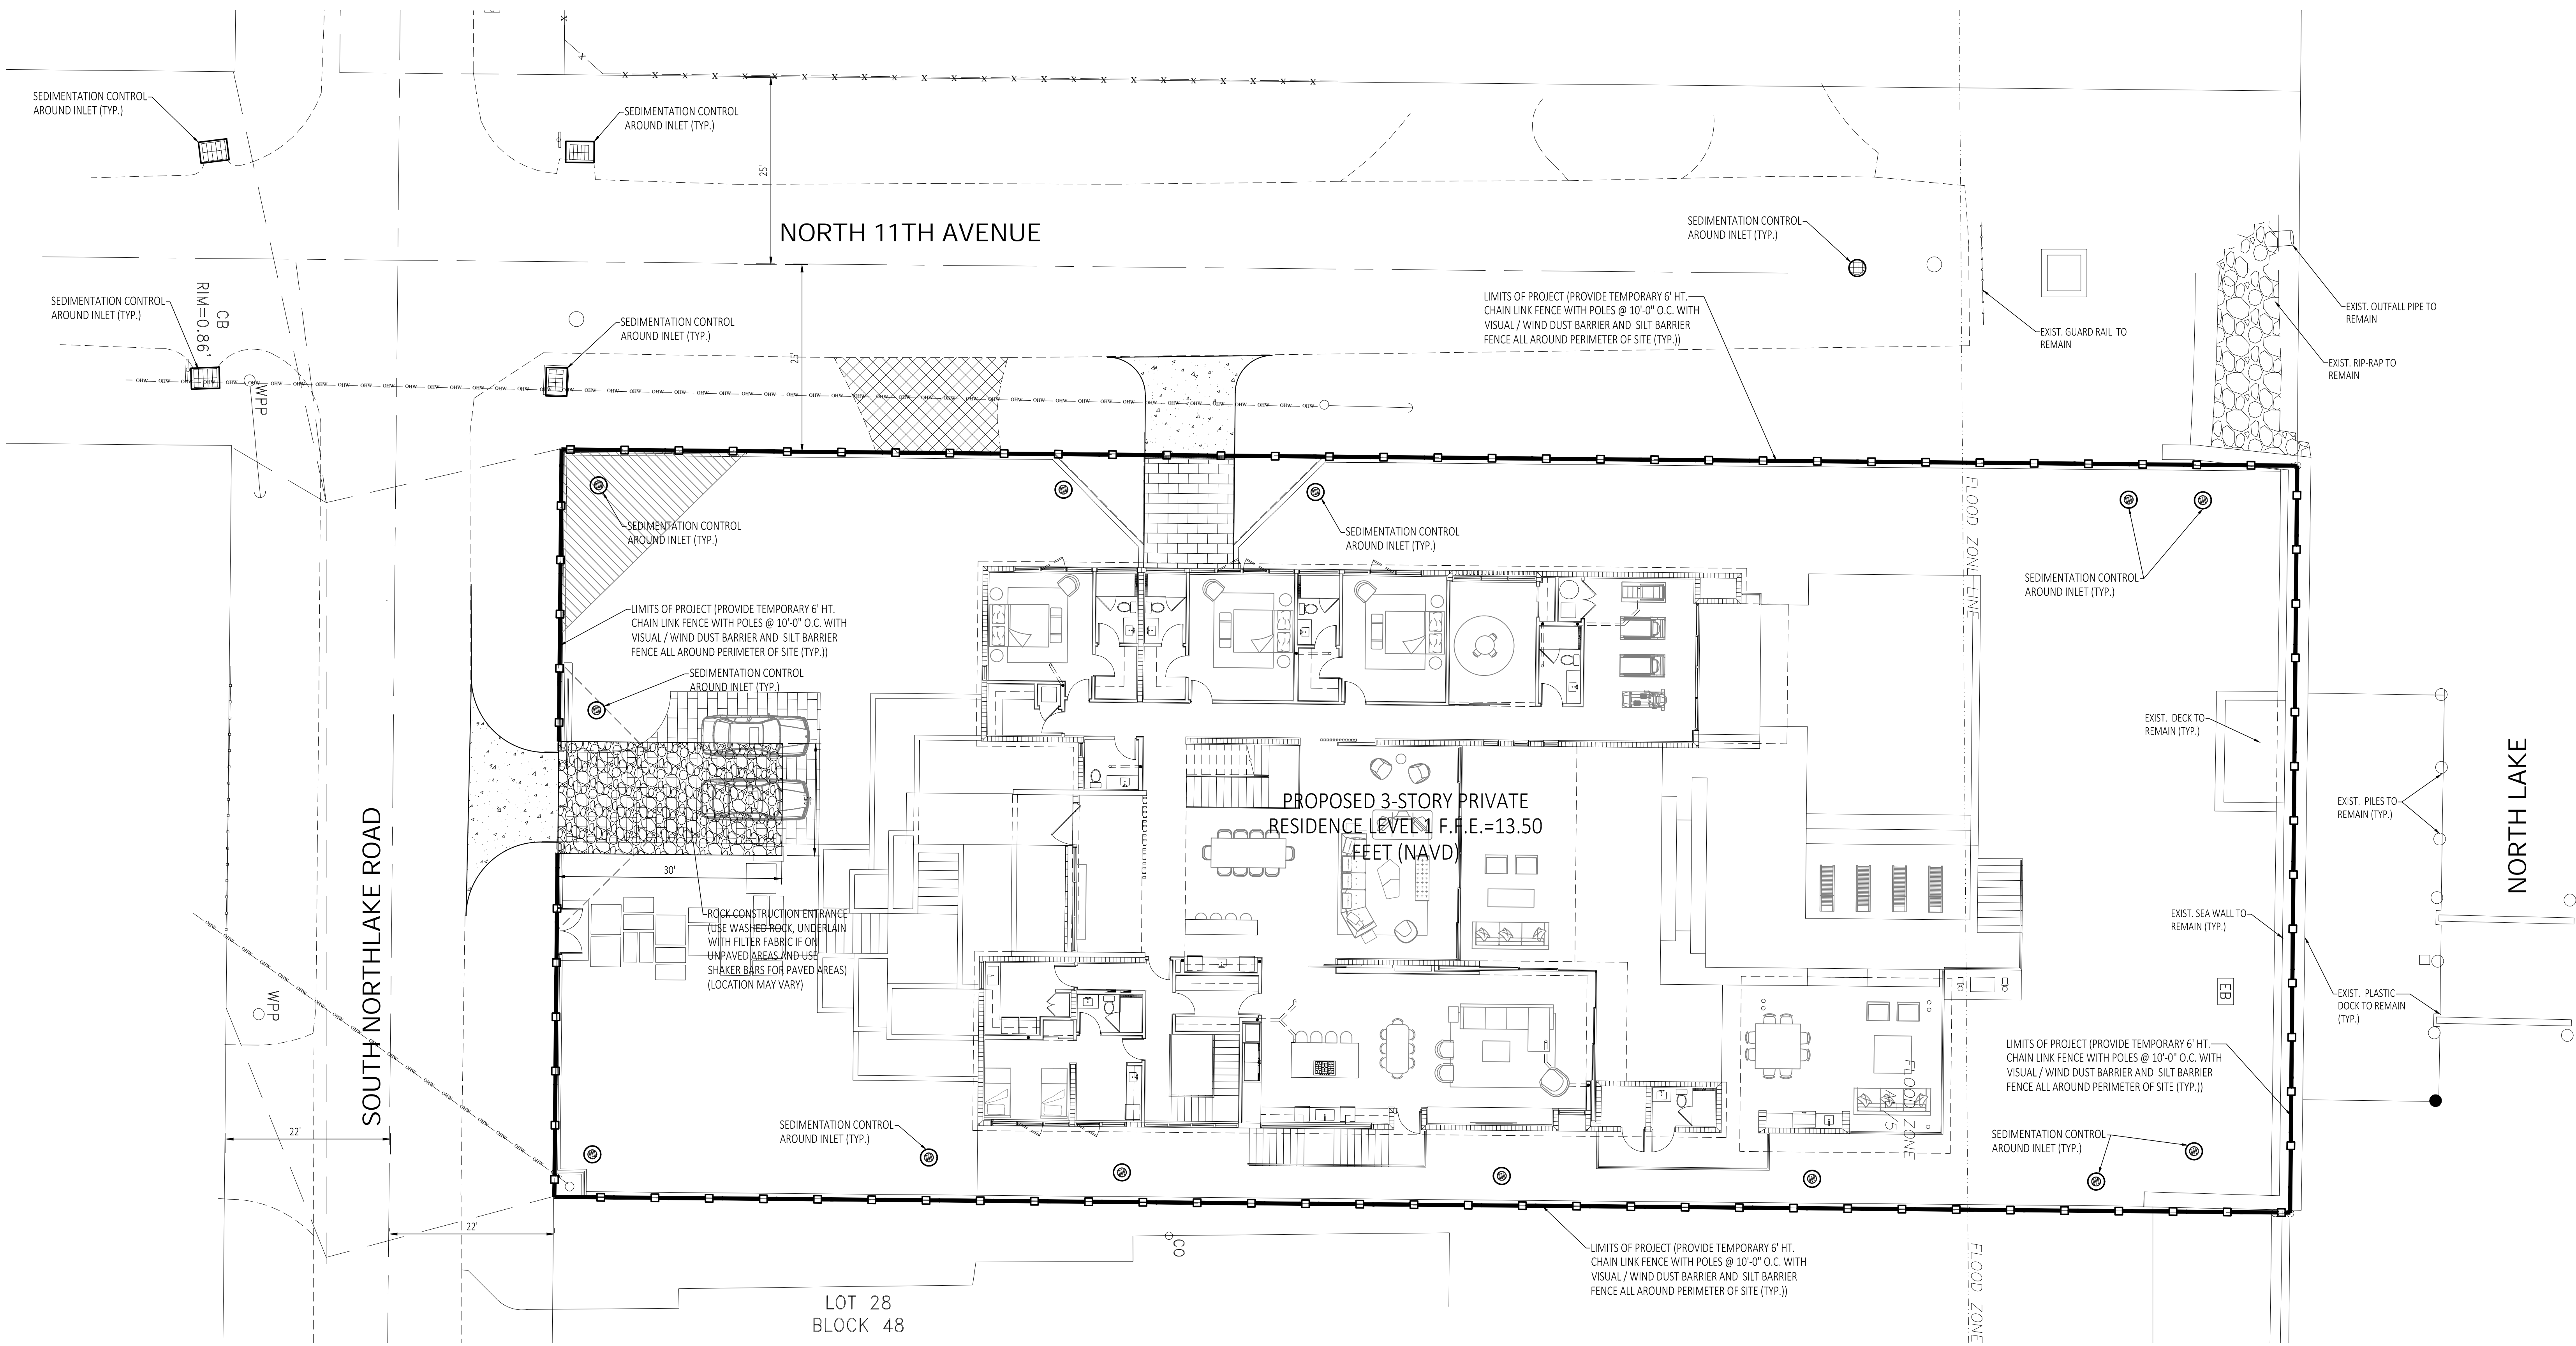 SEDIMENTATION CONTROL
AROUND INLET (TYP.)
SEDIMENTATION CONTROL
AROUND INLET (TYP.)
25'
NORTH 11TH AVENUE
SEDIMENTATION CONTROL
AROUND INLET (TYP.)
SEDIMENTATION CONTROL
AROUND INLET (TYP.)
CB
RIM=0.86'
WPP
SEDIMENTATION CONTROL
AROUND INLET (TYP.)
25'
LIMITS OF PROJECT (PROVIDE TEMPORARY 6' HT.
CHAIN LINK FENCE WITH POLES @ 10'-0" O.C. WITH
VISUAL / WIND DUST BARRIER AND SILT BARRIER
FENCE ALL AROUND PERIMETER OF SITE (TYP.))
EXIST. GUARD RAIL TO
REMAIN
EXIST. OUTFALL PIPE TO
REMAIN
EXIST. RIP-RAP TO
REMAIN
SEDIMENTATION CONTROL
AROUND INLET (TYP.)
SEDIMENTATION CONTROL
AROUND INLET (TYP.)
FLOOD ZONE LINE
SEDIMENTATION CONTROL
AROUND INLET (TYP.)
LIMITS OF PROJECT (PROVIDE TEMPORARY 6' HT.
CHAIN LINK FENCE WITH POLES @ 10'-0" O.C. WITH
VISUAL / WIND DUST BARRIER AND SILT BARRIER
FENCE ALL AROUND PERIMETER OF SITE (TYP.))
SEDIMENTATION CONTROL
AROUND INLET (TYP.)
15'
30'
PROPOSED 3-STORY PRIVATE
RESIDENCE LEVEL 1 F.F.E.=13.50
FEET (NAVD)
EXIST. DECK TO
REMAIN (TYP.)
EXIST. PILES TO
REMAIN (TYP.)
NORTH LAKE
SOUTH NORTHLAKE ROAD
ROCK CONSTRUCTION ENTRANCE
(USE WASHED ROCK, UNDERLAIN
WITH FILTER FABRIC IF ON
UNPAVED AREAS AND USE
SHAKER BARS FOR PAVED AREAS)
(LOCATION MAY VARY)
EXIST. SEA WALL TO
REMAIN (TYP.)
EB
EXIST. PLASTIC
DOCK TO REMAIN
(TYP.)
WPP
LIMITS OF PROJECT (PROVIDE TEMPORARY 6' HT.
CHAIN LINK FENCE WITH POLES @ 10'-0" O.C. WITH
VISUAL / WIND DUST BARRIER AND SILT BARRIER
FENCE ALL AROUND PERIMETER OF SITE (TYP.))
FLOOD ZONE
22'
SEDIMENTATION CONTROL
AROUND INLET (TYP.)
SEDIMENTATION CONTROL
AROUND INLET (TYP.)
22'
CO
LIMITS OF PROJECT (PROVIDE TEMPORARY 6' HT.
CHAIN LINK FENCE WITH POLES @ 10'-0" O.C. WITH
VISUAL / WIND DUST BARRIER AND SILT BARRIER
FENCE ALL AROUND PERIMETER OF SITE (TYP.))
FLOOD ZONE
LOT 28
BLOCK 48